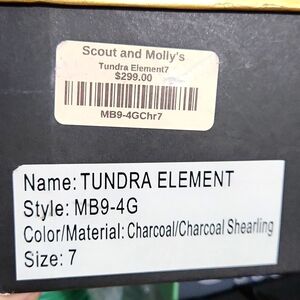 Scout and Molly's
Tundra Element7
$299.00
MB9-4GChr7
Name: TUNDRA ELEMENT
Style: MB9-4G
Color/Material: Charcoal/Charcoal Shearling
Size: 7